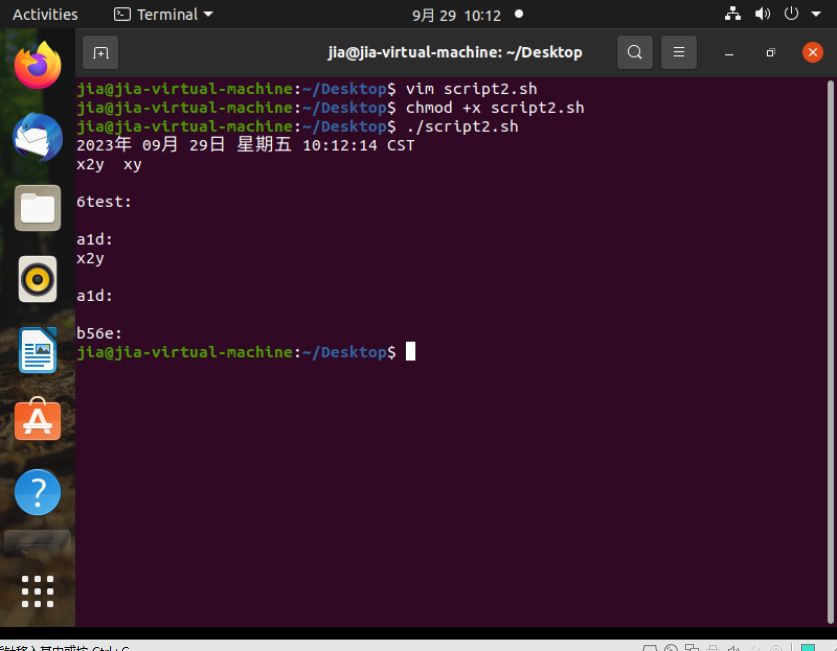 Activities
Terminal
9月 29 10:12
jia@jia-virtual-machine: ~/Desktop
jia@jia-virtual-machine:~/Desktop$ vim script2.sh
jia@jia-virtual-machine:~/Desktop$ chmod +x script2.sh
jia@jia-virtual-machine:~/Desktop$ ./script2.sh
2023年 09月 29日 星期五 10:12:14 CST
x2y  xy
6test:
a1d:
x2y
a1d:
b56e:
jia@jia-virtual-machine:~/Desktop$